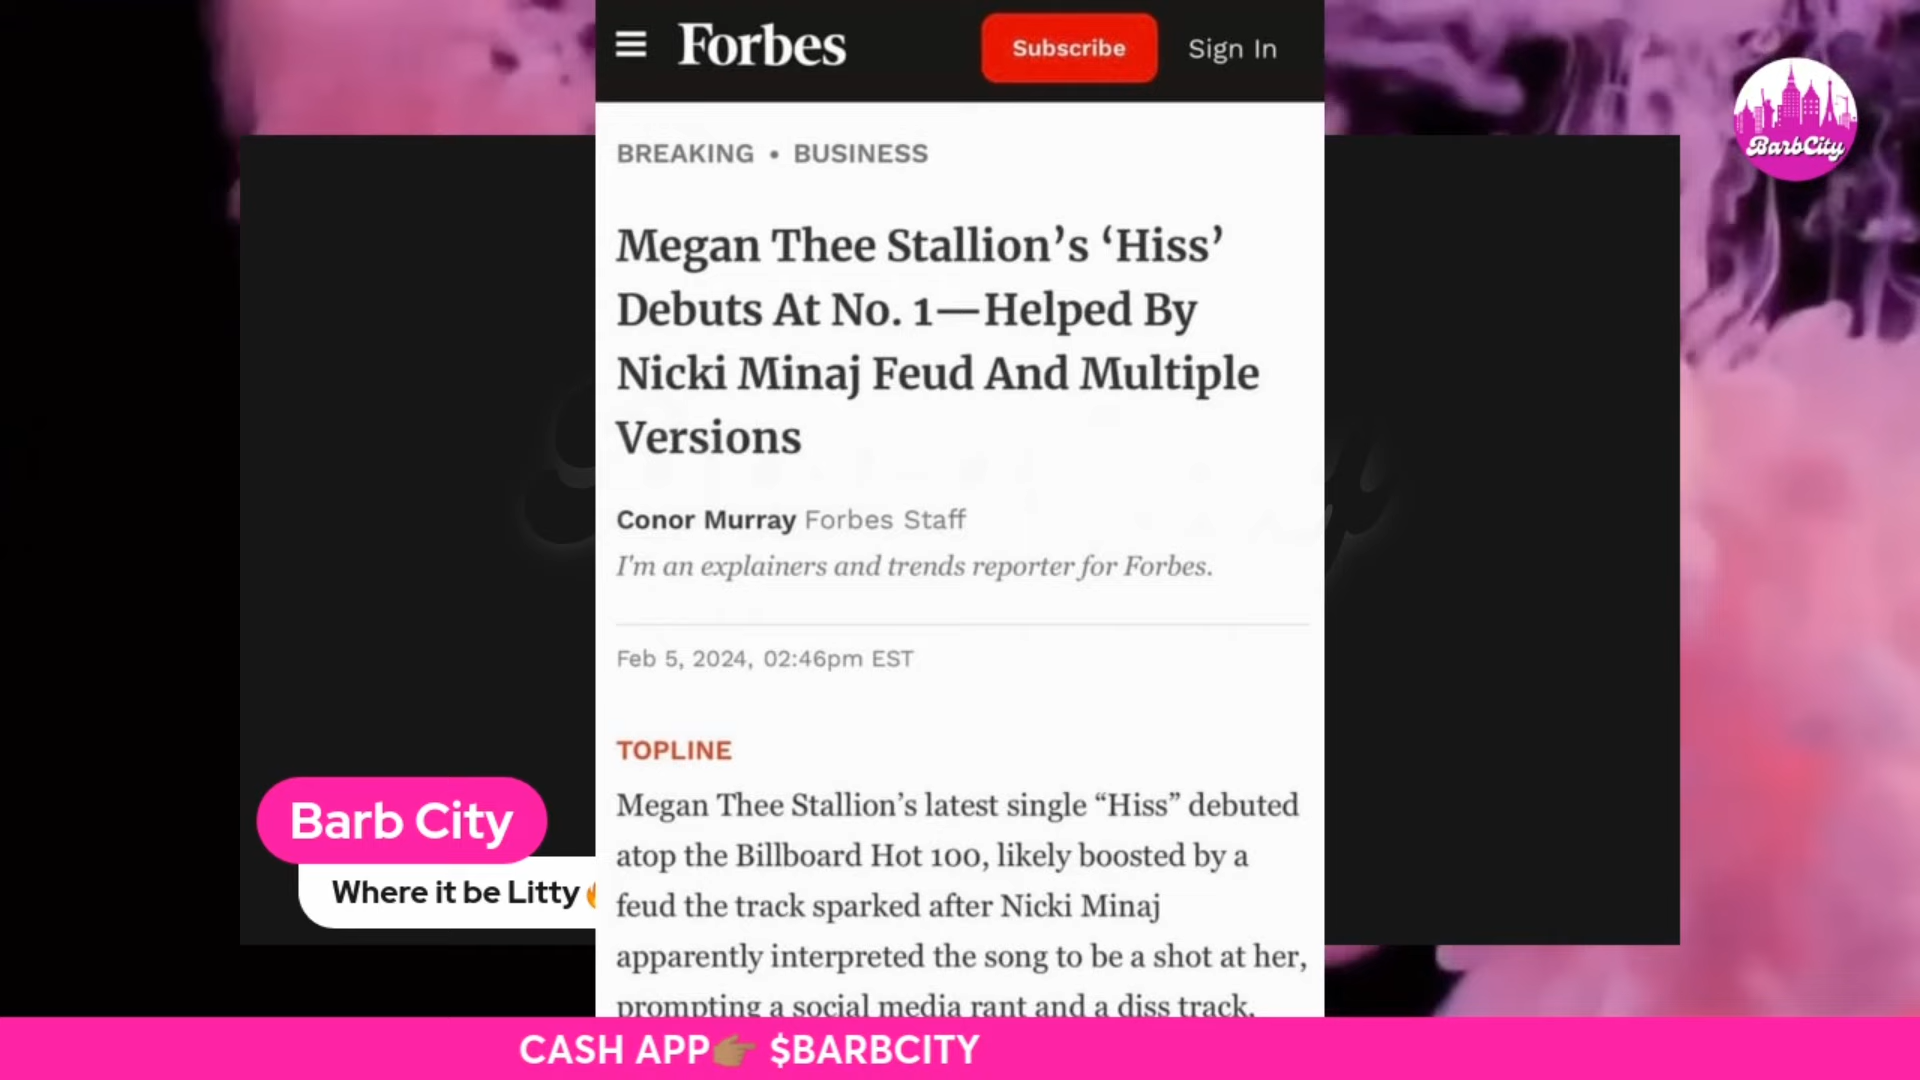 Forbes
Subscribe
Sign In
BarbCity
BREAKING • BUSINESS
Megan Thee Stallion’s ‘Hiss’
Debuts At No. 1—Helped By
Nicki Minaj Feud And Multiple
Versions
Conor Murray Forbes Staff
I'm an explainers and trends reporter for Forbes.
Feb 5, 2024, 02:46pm EST
TOPLINE
Megan Thee Stallion’s latest single “Hiss” debuted
atop the Billboard Hot 100, likely boosted by a
feud the track sparked after Nicki Minaj
apparently interpreted the song to be a shot at her,
prompting a social media rant and a diss track,
Barb City
Where it be Litty
CASH APP👉🏽 $BARBCITY